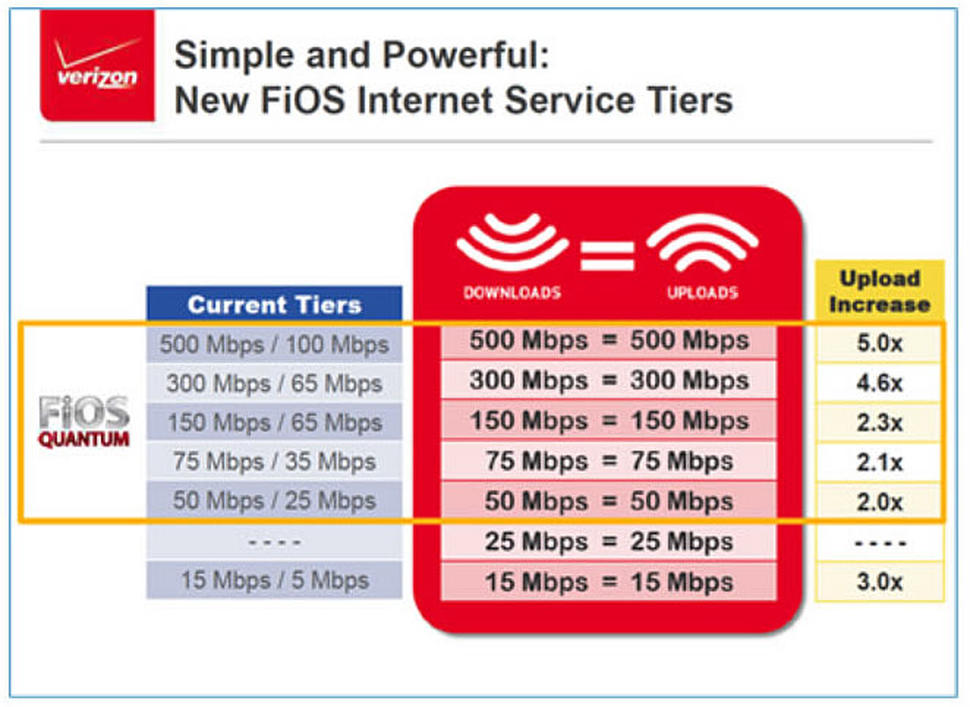 verizon
Simple and Powerful:
New FiOS Internet Service Tiers
DOWNLOADS = UPLOADS
Current Tiers
Upload
Increase
FiOS
QUANTUM
500 Mbps / 100 Mbps 500 Mbps = 500 Mbps 5.0x
300 Mbps / 65 Mbps 300 Mbps = 300 Mbps 4.6x
150 Mbps / 65 Mbps 150 Mbps = 150 Mbps 2.3x
75 Mbps / 35 Mbps 75 Mbps = 75 Mbps 2.1x
50 Mbps / 25 Mbps 50 Mbps = 50 Mbps 2.0x
---- 25 Mbps = 25 Mbps ----
15 Mbps / 5 Mbps 15 Mbps = 15 Mbps 3.0x